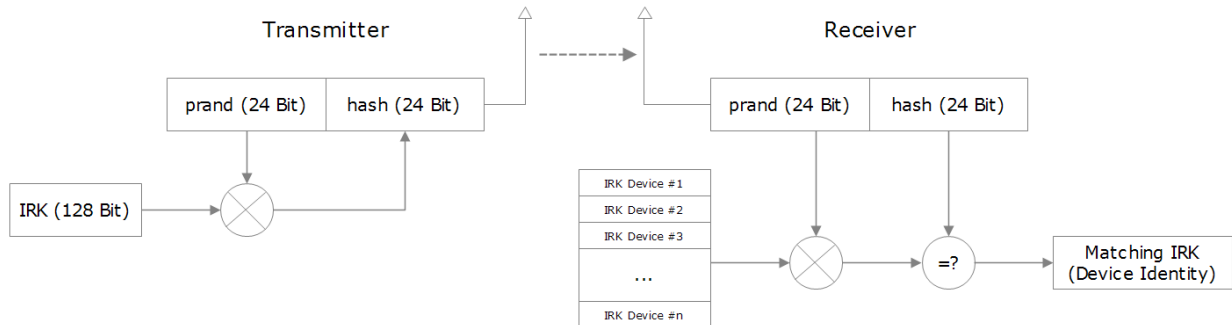 Transmitter
prand (24 Bit)
hash (24 Bit)
IRK (128 Bit)
Receiver
prand (24 Bit)
hash (24 Bit)
IRK Device #1
IRK Device #2
IRK Device #3
...
IRK Device #n
=?
Matching IRK
(Device Identity)